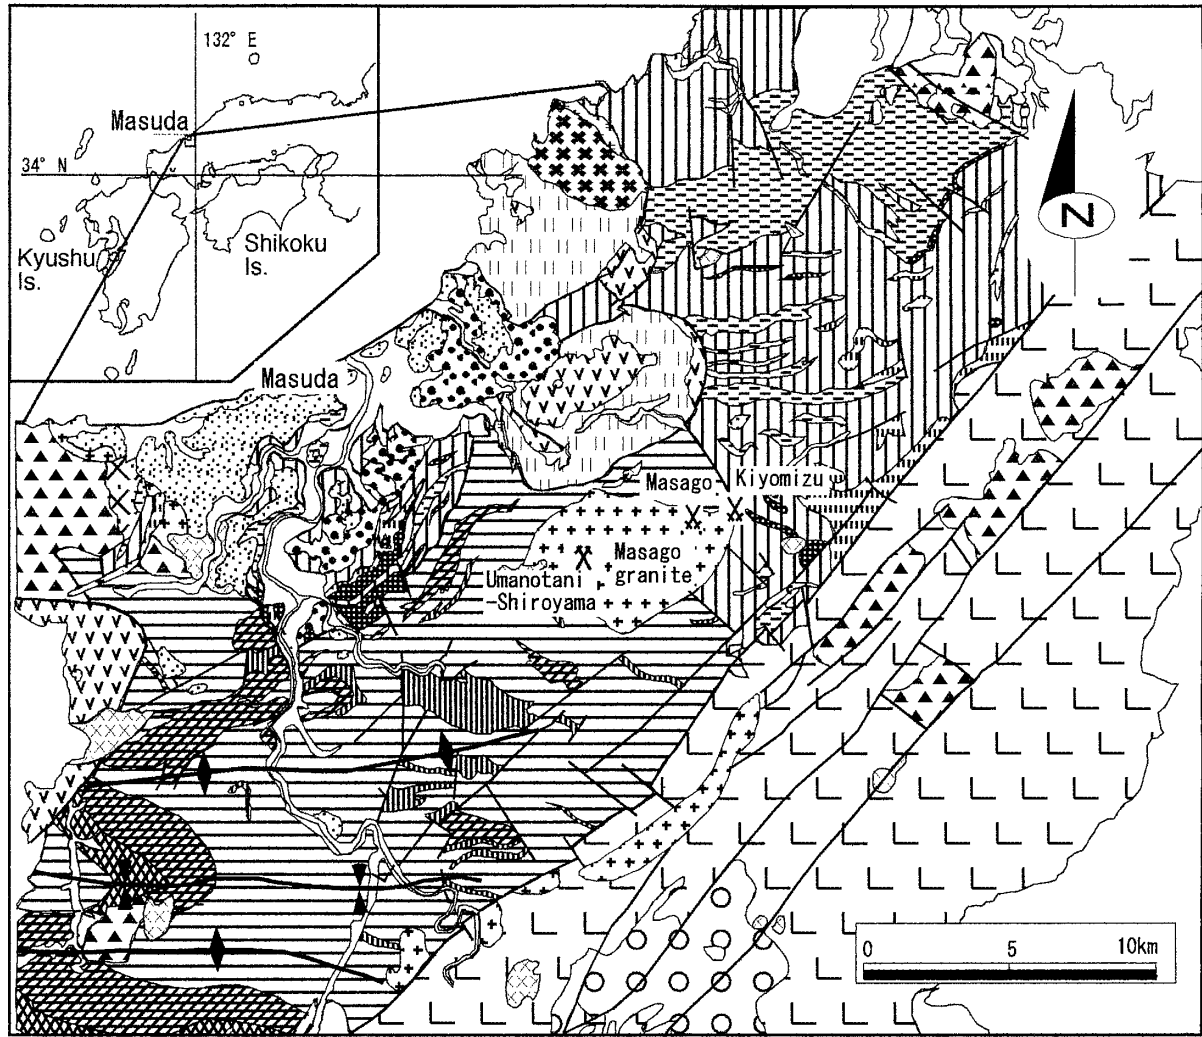 132° E
Masuda
34° N
Kyushu
Is.
Shikoku
Is.
N
Masuda
Masago
Kiyomizu
Masago
granite
Umanotani
-Shiroyama
0
5
10km